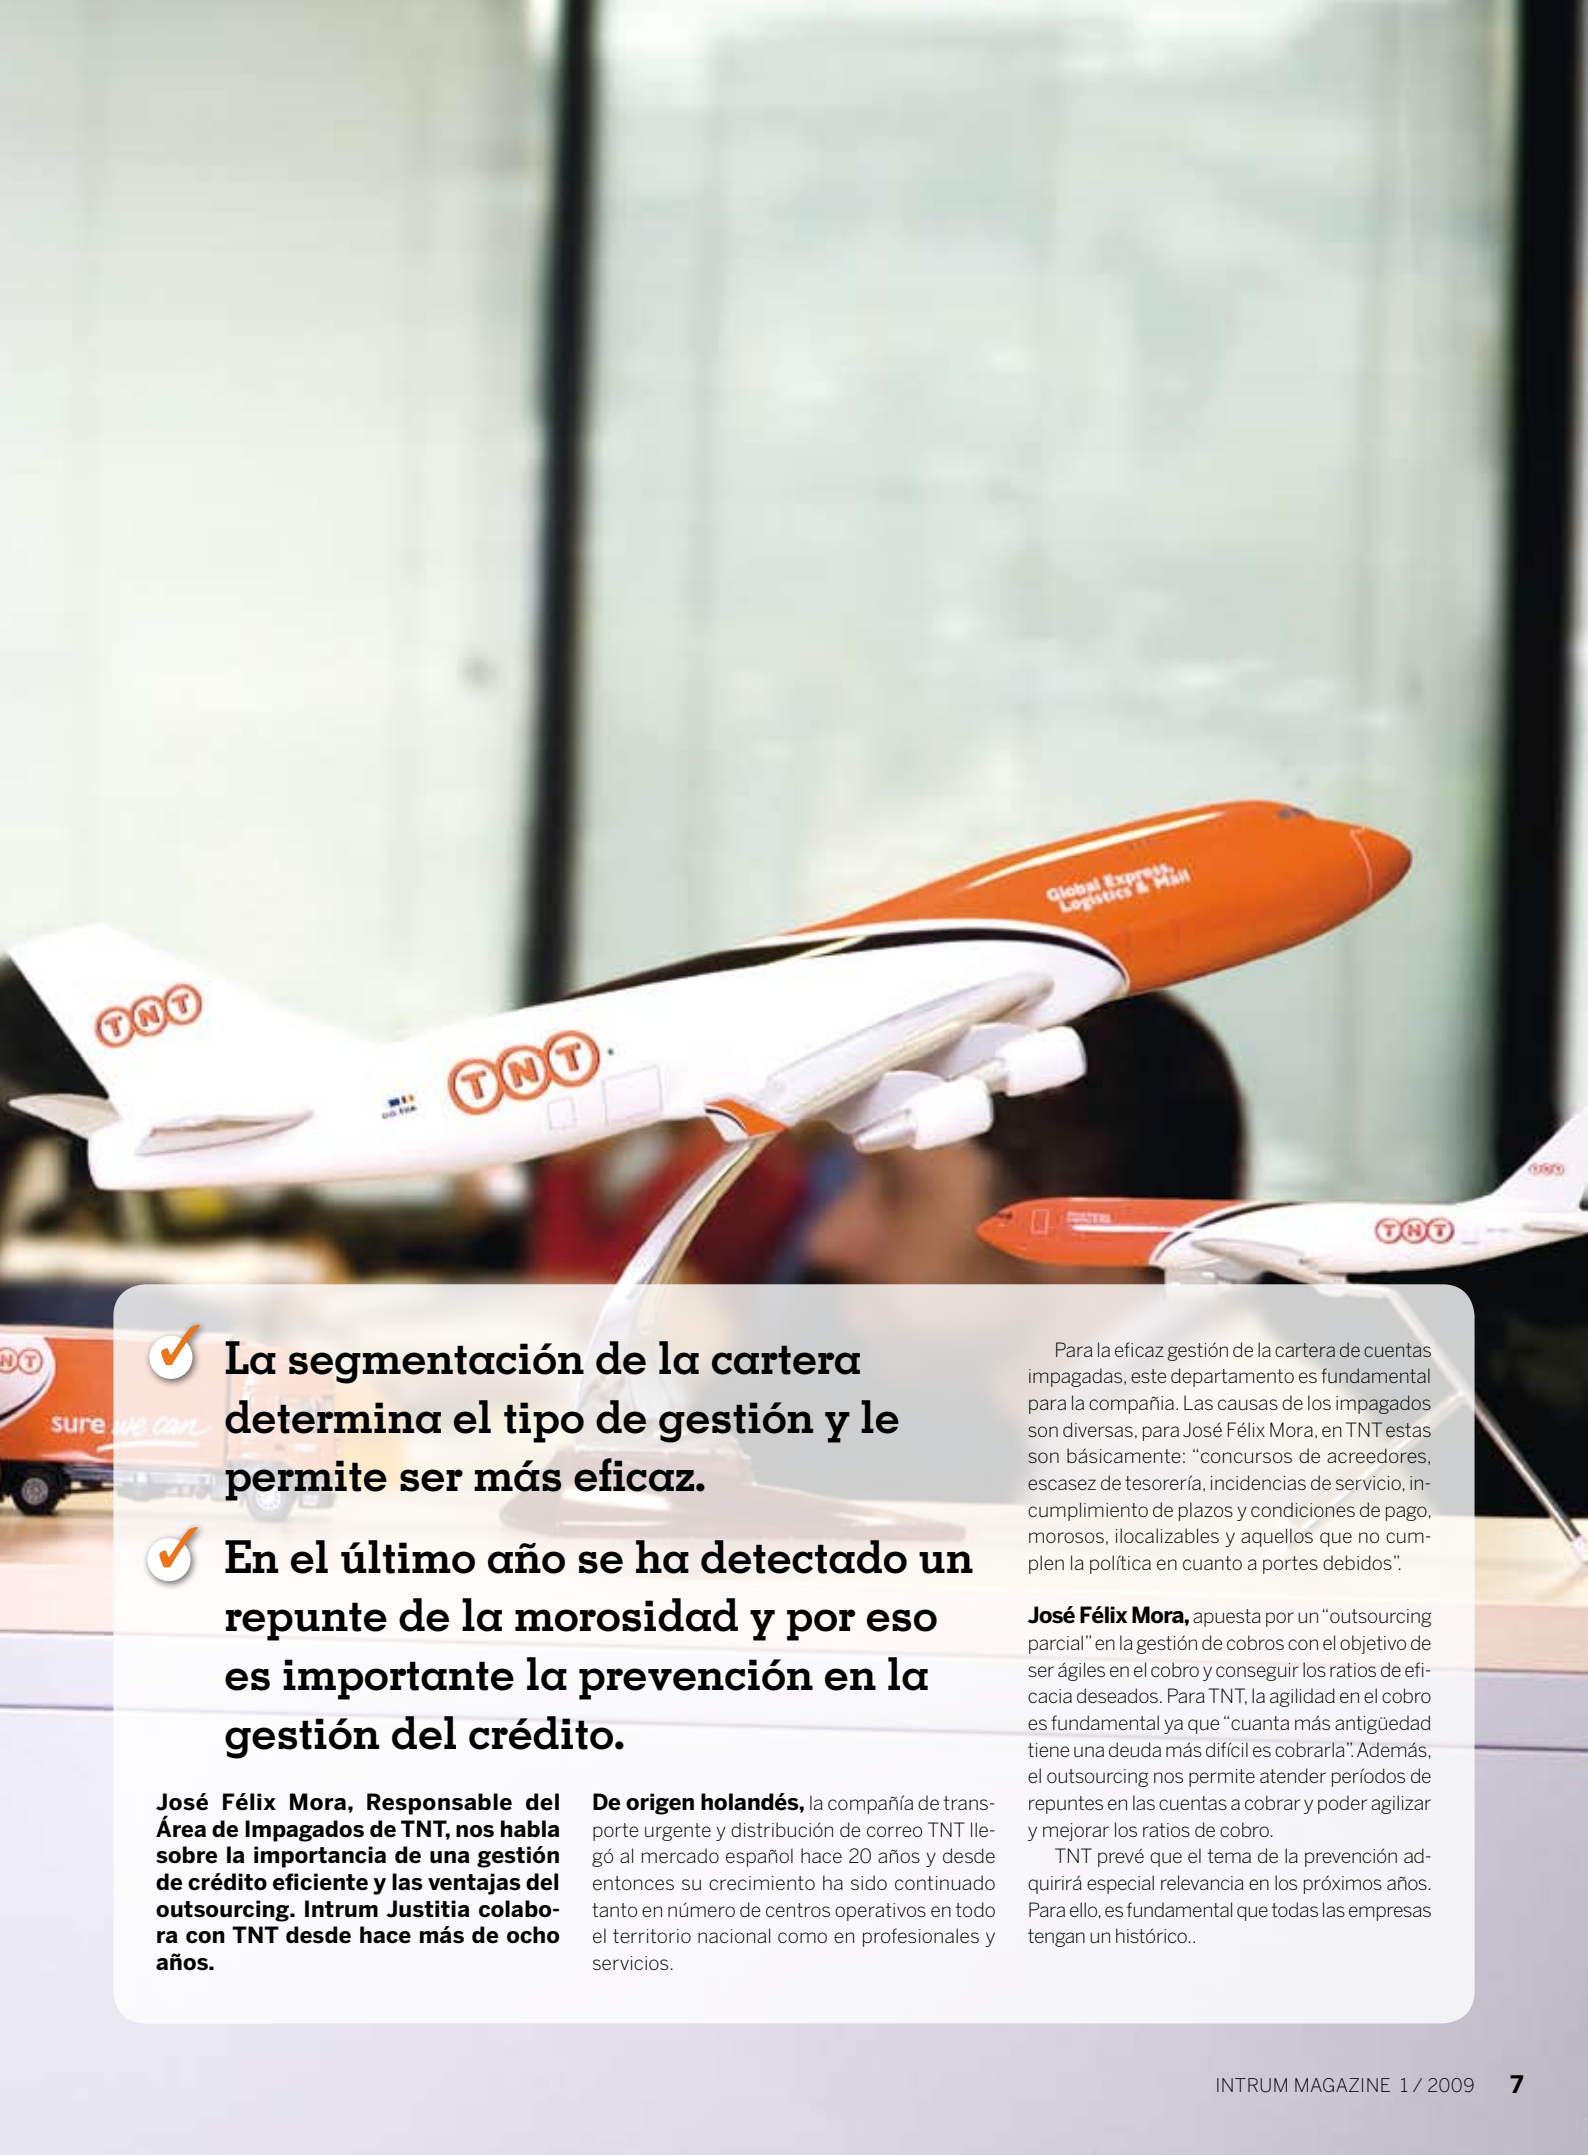 Global Express,
Logistics & Mail
TNT
TNT
TNT
TNT
sure we can
La segmentación de la cartera
determina el tipo de gestión y le
permite ser más eficaz.
En el último año se ha detectado un
repunte de la morosidad y por eso
es importante la prevención en la
gestión del crédito.
José Félix Mora, Responsable del
Área de Impagados de TNT, nos habla
sobre la importancia de una gestión
de crédito eficiente y las ventajas del
outsourcing. Intrum Justitia colabo-
ra con TNT desde hace más de ocho
años.
De origen holandés, la compañía de trans-
porte urgente y distribución de correo TNT lle-
gó al mercado español hace 20 años y desde
entonces su crecimiento ha sido continuado
tanto en número de centros operativos en todo
el territorio nacional como en profesionales y
servicios.
Para la eficaz gestión de la cartera de cuentas
impagadas, este departamento es fundamental
para la compañia. Las causas de los impagados
son diversas, para José Félix Mora, en TNT estas
son básicamente: “concursos de acreedores,
escasez de tesorería, incidencias de servicio, in-
cumplimiento de plazos y condiciones de pago,
morosos, ilocalizables y aquellos que no cum-
plen la política en cuanto a portes debidos”.
José Félix Mora, apuesta por un “outsourcing
parcial” en la gestión de cobros con el objetivo de
ser ágiles en el cobro y conseguir los ratios de efi-
cacia deseados. Para TNT, la agilidad en el cobro
es fundamental ya que “cuanta más antigüedad
tiene una deuda más difícil es cobrarla”. Además,
el outsourcing nos permite atender períodos de
repuntes en las cuentas a cobrar y poder agilizar
y mejorar los ratios de cobro.
TNT prevé que el tema de la prevención ad-
quirirá especial relevancia en los próximos años.
Para ello, es fundamental que todas las empresas
tengan un histórico..
INTRUM MAGAZINE 1 / 2009 7